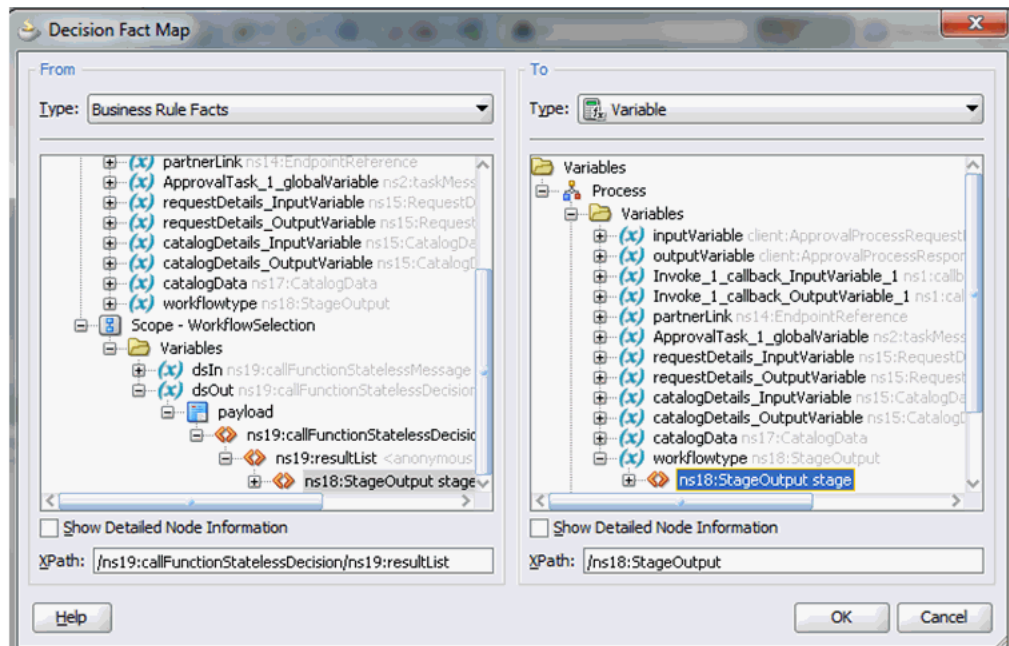 Decision Fact Map
From
Type: Business Rule Facts
partnerLink ns14:EndpointReference
ApprovalTask_1_globalVariable ns2:taskMess
requestDetails_InputVariable ns15:RequestD
requestDetails_OutputVariable ns15:Request
catalogDetails_InputVariable ns15:CatalogDa
catalogDetails_OutputVariable ns15:CatalogD
catalogData ns17:CatalogData
workflowtype ns18:StageOutput
Scope - WorkflowSelection
Variables
dsIn ns19:callFunctionStatelessMessage
dsOut ns19:callFunctionStatelessDecision
payload
ns19:callFunctionStatelessDecisic
ns19:resultList <anonymous
ns18:StageOutput stage
Show Detailed Node Information
XPath: /ns19:callFunctionStatelessDecision/ns19:resultList
To
Type: Variable
Variables
Process
Variables
inputVariable client:ApprovalProcessRequestI
outputVariable client:ApprovalProcessRespor
Invoke_1_callback_InputVariable_1 ns1:callb
Invoke_1_callback_OutputVariable_1 ns1:cal
partnerLink ns14:EndpointReference
ApprovalTask_1_globalVariable ns2:taskMess
requestDetails_InputVariable ns15:RequestD
requestDetails_OutputVariable ns15:Request
catalogDetails_InputVariable ns15:CatalogDa
catalogDetails_OutputVariable ns15:CatalogD
catalogData ns17:CatalogData
workflowtype ns18:StageOutput
ns18:StageOutput stage
Show Detailed Node Information
XPath: /ns18:StageOutput
Help
OK
Cancel